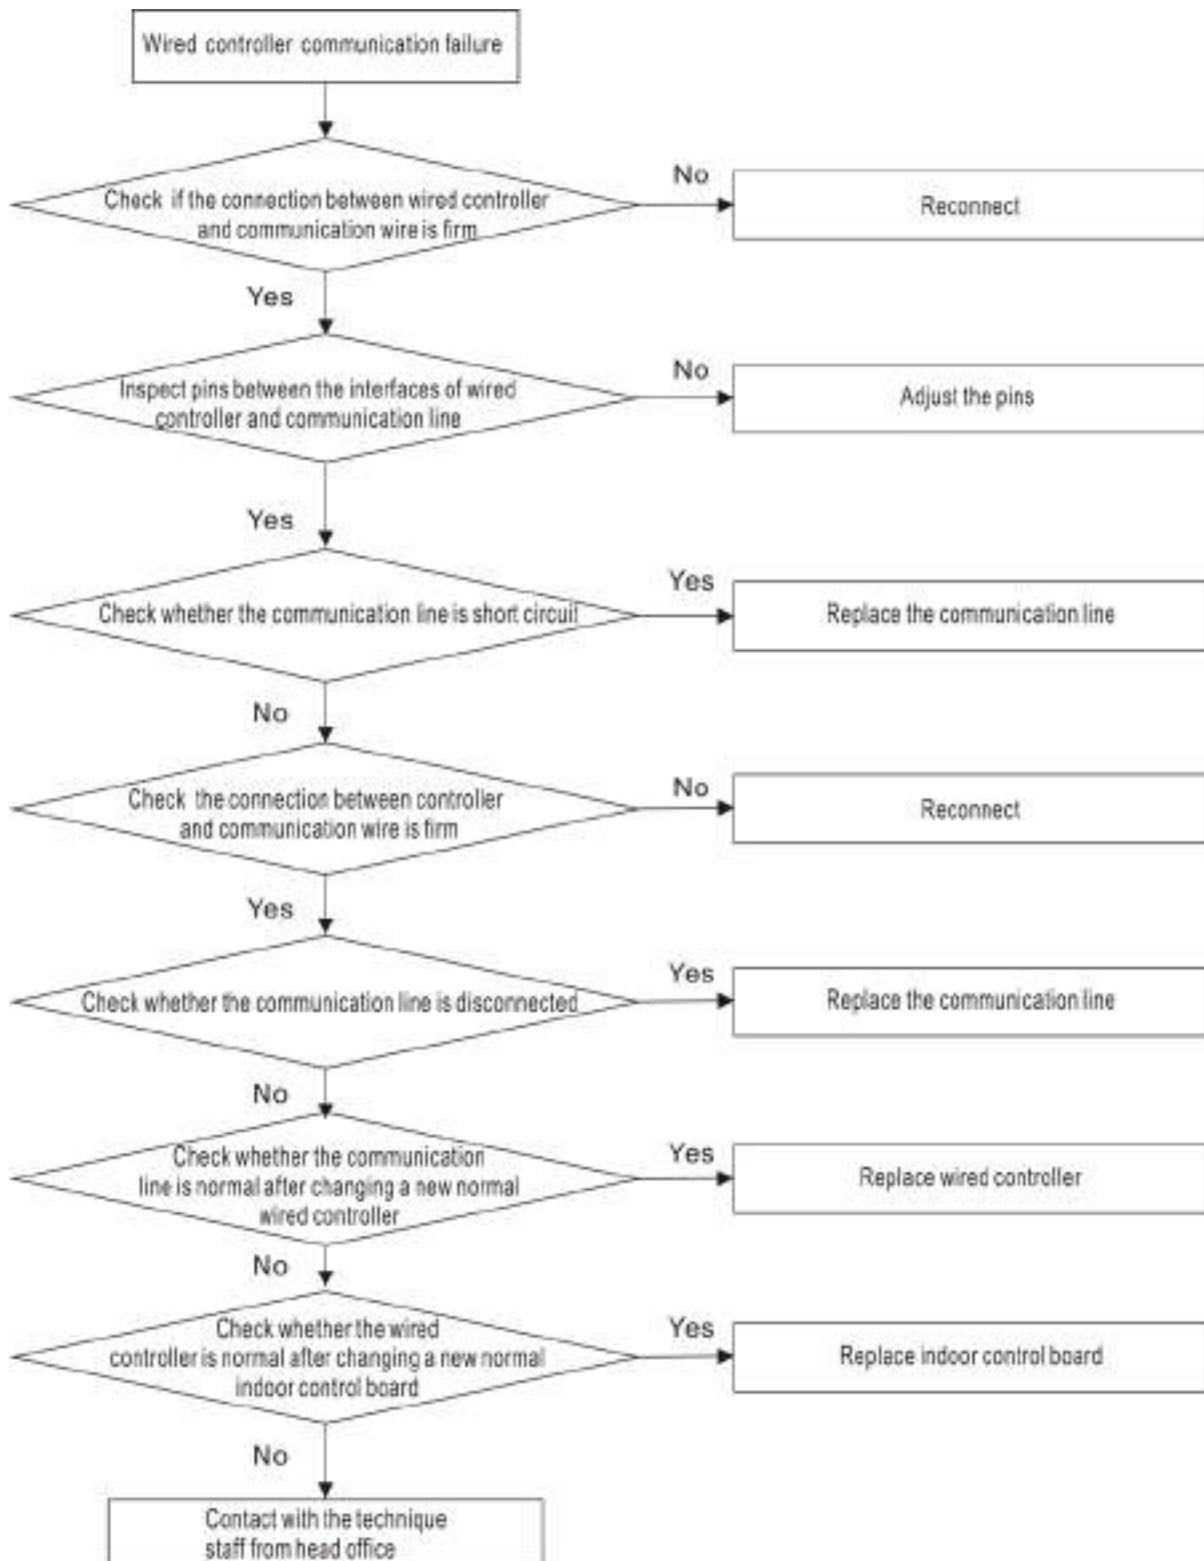 Wired controller communication failure
No
Check if the connection between wired controller
and communication wire is firm
Reconnect
Yes
No
Inspect pins between the interfaces of wired
controller and communication line
Adjust the pins
Yes
Yes
Check whether the communication line is short circuil
Replace the communication line
No
No
Check the connection between controller
and communication wire is firm
Reconnect
Yes
Yes
Check whether the communication line is disconnected
Replace the communication line
No
Yes
Check whether the communication
line is normal after changing a new normal
wired controller
Replace wired controller
No
Yes
Check whether the wired
controller is normal after changing a new normal
indoor control board
Replace indoor control board
No
Contact with the technique
staff from head office